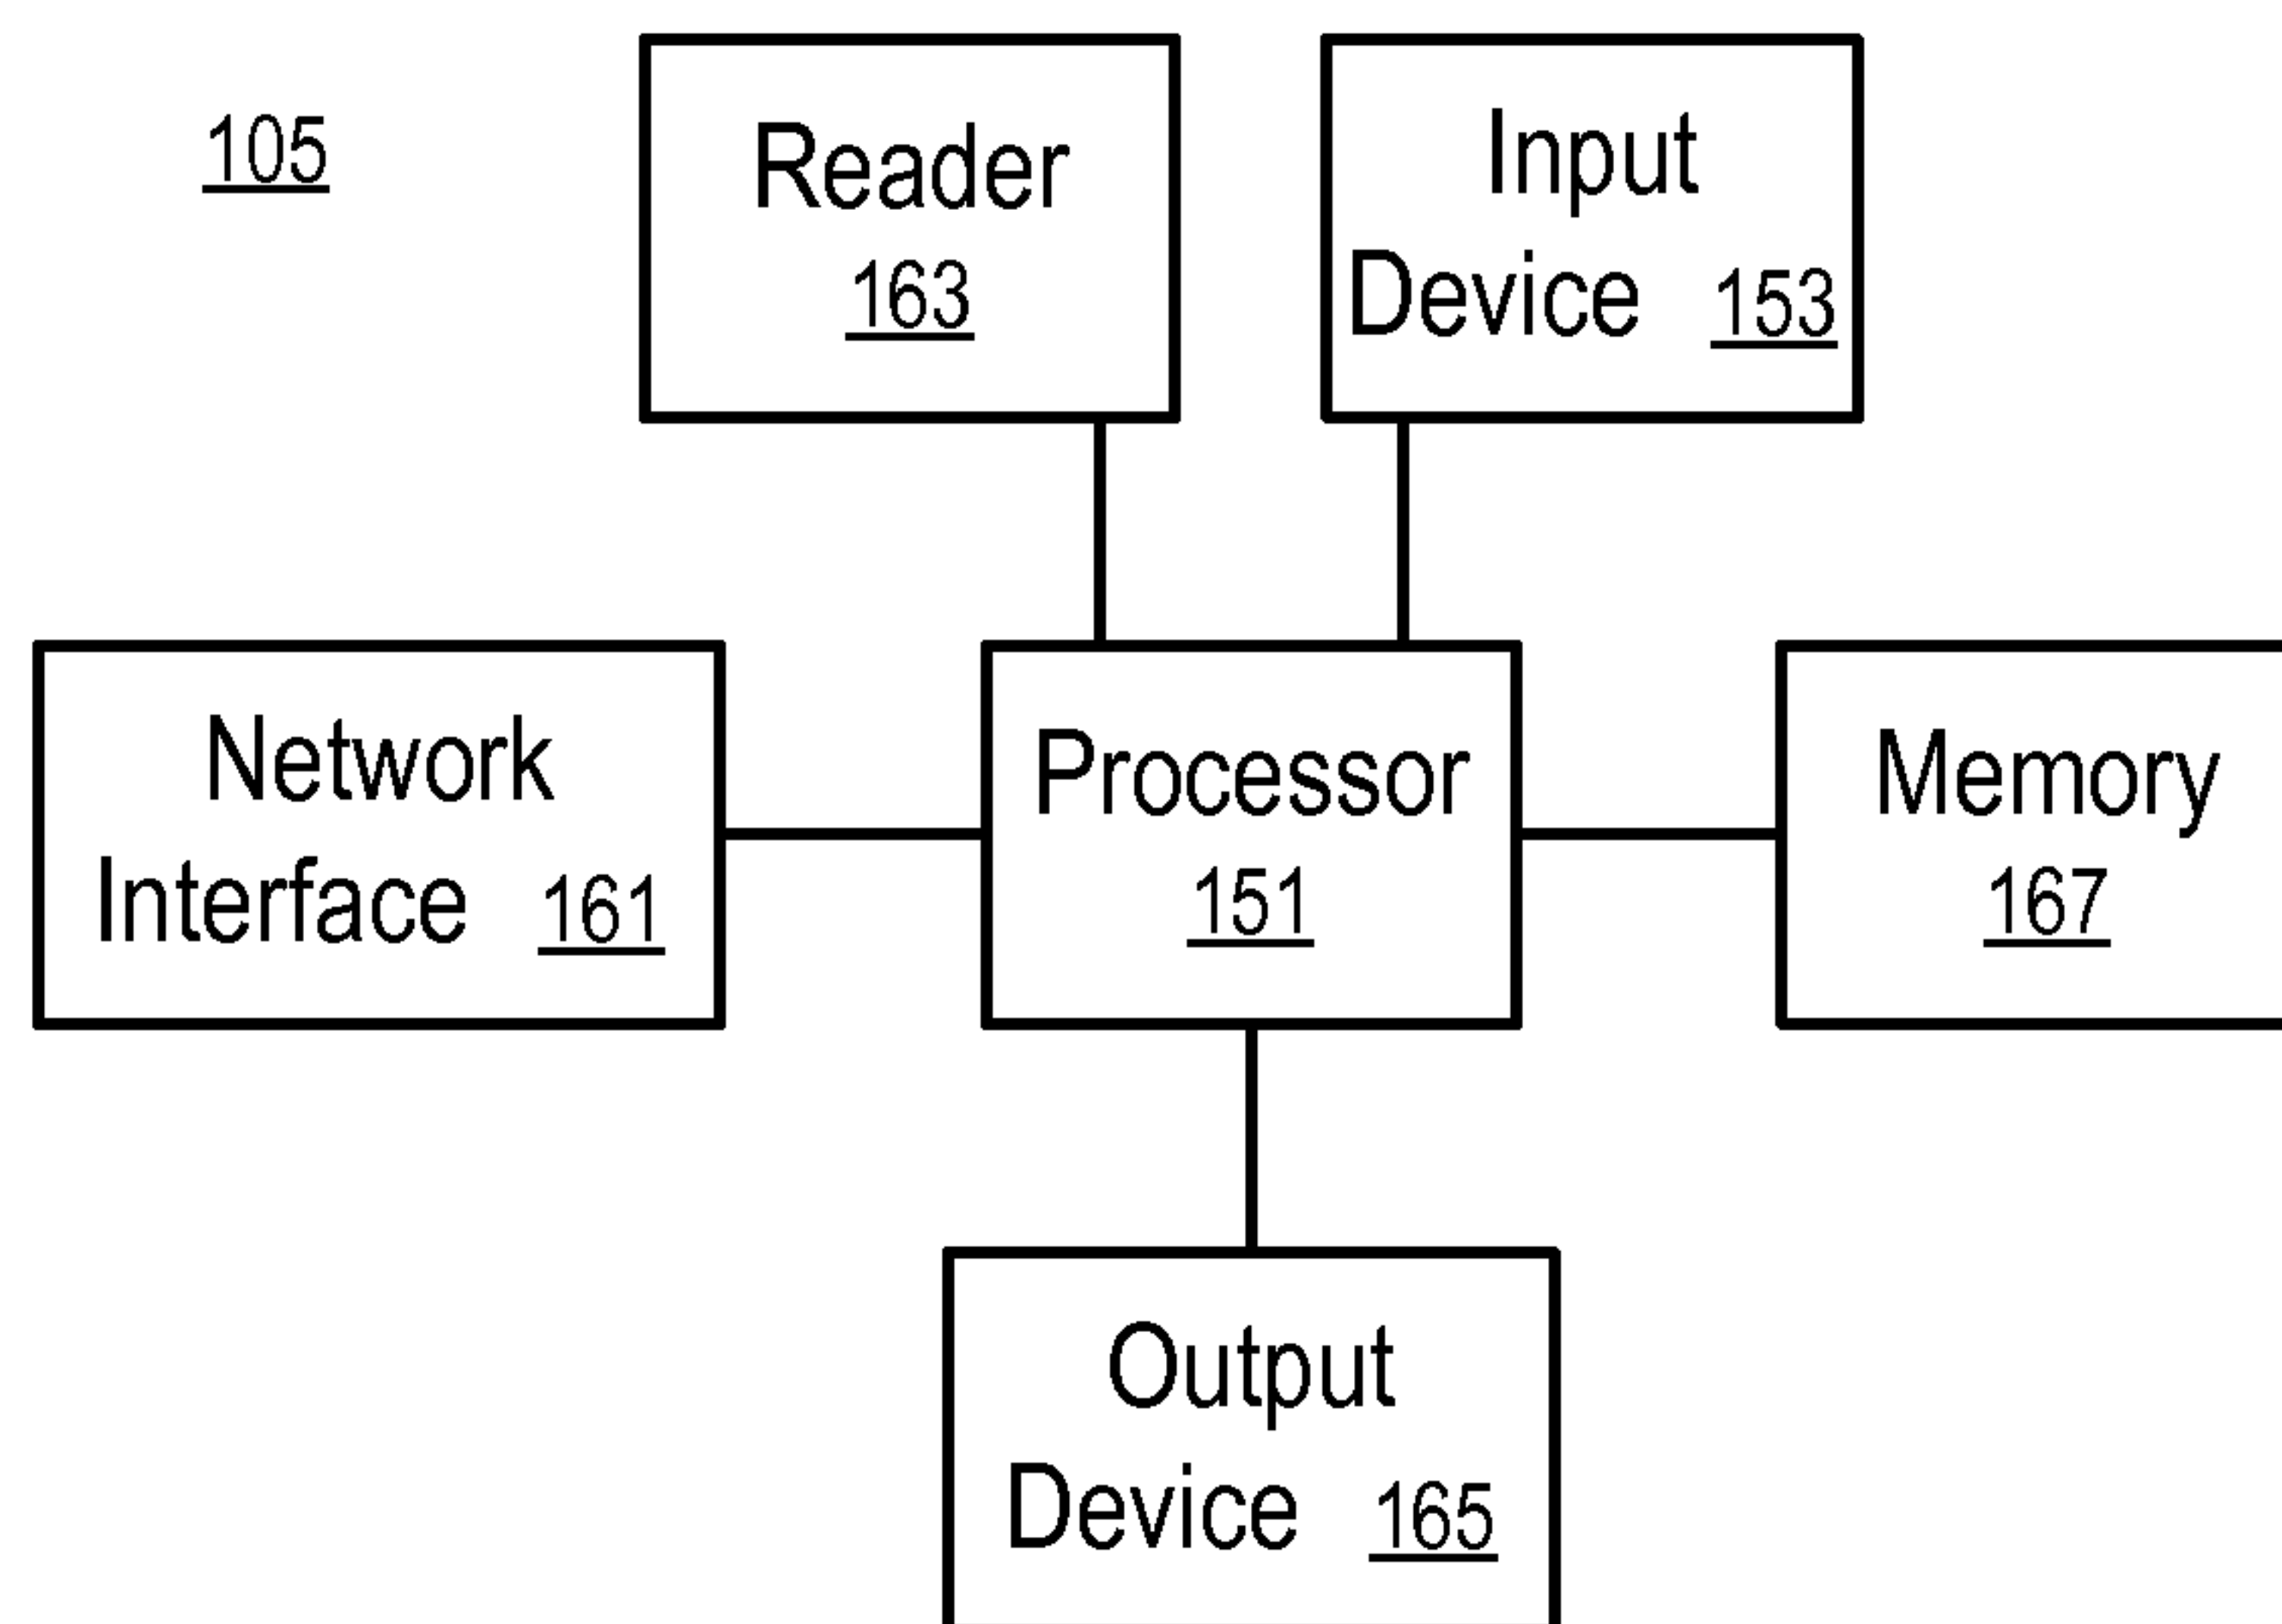 105
Reader
163
Input
Device 153
Network
Interface 161
Processor
151
Memory
167
Output
Device 165